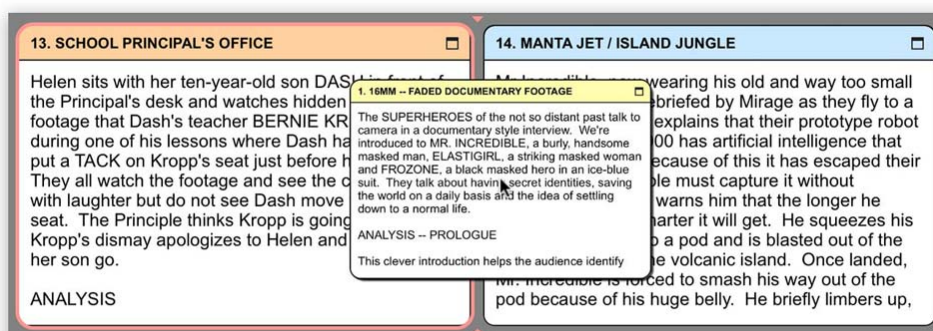 13. SCHOOL PRINCIPAL'S OFFICE
Helen sits with her ten-year-old son DASH in front of
the Principal's desk and watches hidden
footage that Dash's teacher BERNIE KR
during one of his lessons where Dash ha
put a TACK on Kropp's seat just before h
They all watch the footage and see the c
with laughter but do not see Dash move
seat. The Principle thinks Kropp is going
Kropp's dismay apologizes to Helen and
her son go.
ANALYSIS
1. 16MM -- FADED DOCUMENTARY FOOTAGE
The SUPERHEROES of the not so distant past talk to
camera in a documentary style interview. We're
introduced to MR. INCREDIBLE, a burly, handsome
masked man, ELASTIGIRL, a striking masked woman
and FROZONE, a black masked hero in an ice-blue
suit. They talk about having secret identities, saving
the world on a daily basis and the idea of settling
down to a normal life.
ANALYSIS -- PROLOGUE
This clever introduction helps the audience identify
14. MANTA JET / ISLAND JUNGLE
Mr. Incredible, now wearing his old and way too small
ebriefed by Mirage as they fly to a
explains that their prototype robot
00 has artificial intelligence that
ecause of this it has escaped their
le must capture it without
warns him that the longer he
arter it will get. He squeezes his
o a pod and is blasted out of the
e volcanic island. Once landed,
Mr. Incredible is forced to smash his way out of the
pod because of his huge belly. He briefly limbers up,